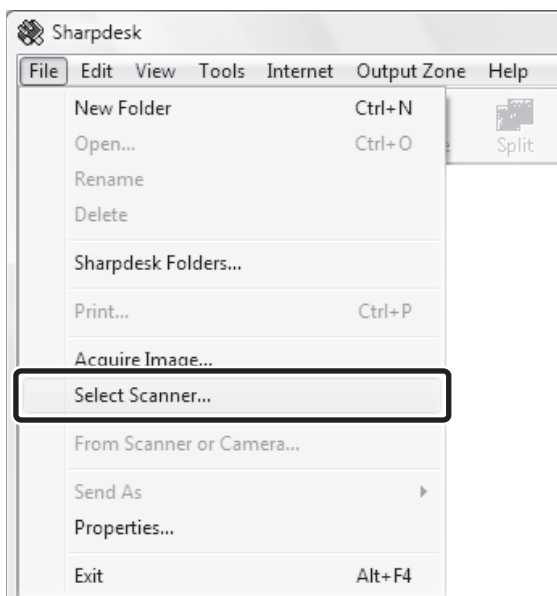 Sharpdesk
File Edit View Tools Internet Output Zone Help
New Folder Ctrl+N
Open... Ctrl+O
Split
Rename
Delete
Sharpdesk Folders...
Print... Ctrl+P
Acquire Image...
Select Scanner...
From Scanner or Camera...
Send As
Properties...
Exit Alt+F4